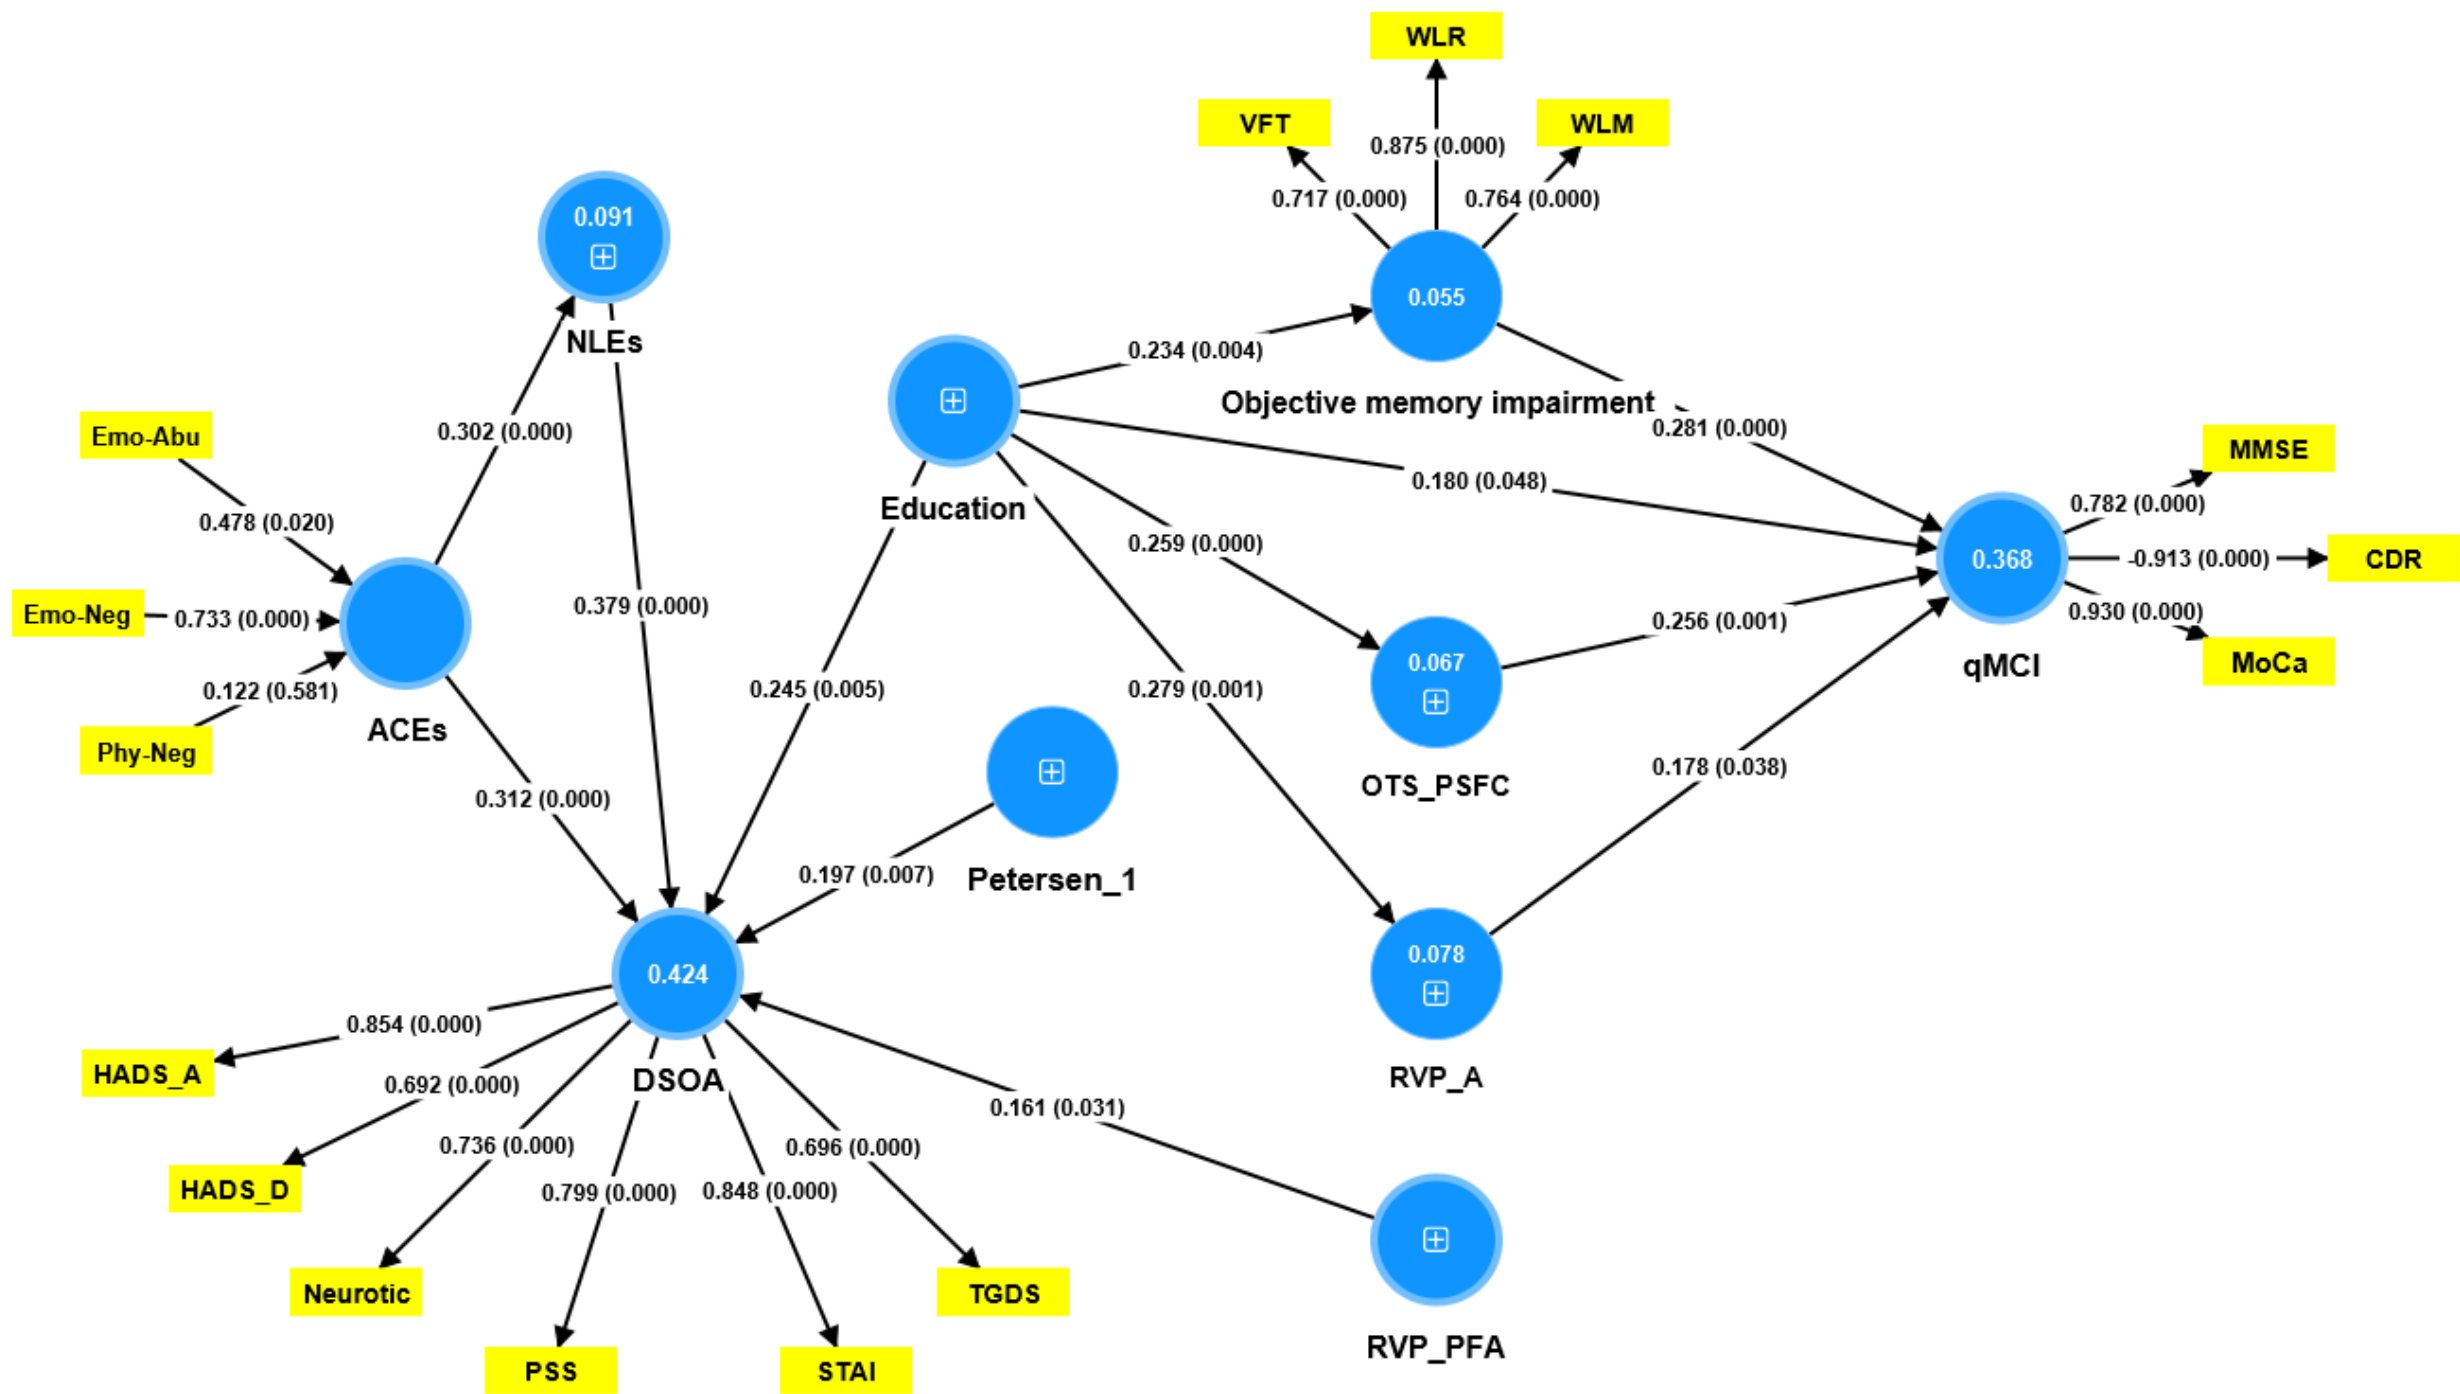 WLR
VFT
WLM
0.875 (0.000)
0.717 (0.000)
0.764 (0.000)
0.091
0.055
NLEs
0.234 (0.004)
Objective memory impairment
0.281 (0.000)
Emo-Abu
0.302 (0.000)
MMSE
0.180 (0.048)
0.782 (0.000)
Education
0.478 (0.020)
0.259 (0.000)
0.368
-0.913 (0.000)
CDR
Emo-Neg
0.733 (0.000)
0.379 (0.000)
0.256 (0.001)
0.930 (0.000)
qMCI
MoCa
0.067
0.122 (0.581)
0.245 (0.005)
0.279 (0.001)
ACEs
Phy-Neg
0.178 (0.038)
OTS_PSFC
0.312 (0.000)
0.197 (0.007)
Petersen_1
0.424
0.078
0.854 (0.000)
HADS_A
0.692 (0.000)
DSOA
RVP_A
0.161 (0.031)
0.736 (0.000)
0.696 (0.000)
HADS_D
0.799 (0.000)
0.848 (0.000)
Neurotic
TGDS
RVP_PFA
PSS
STAI